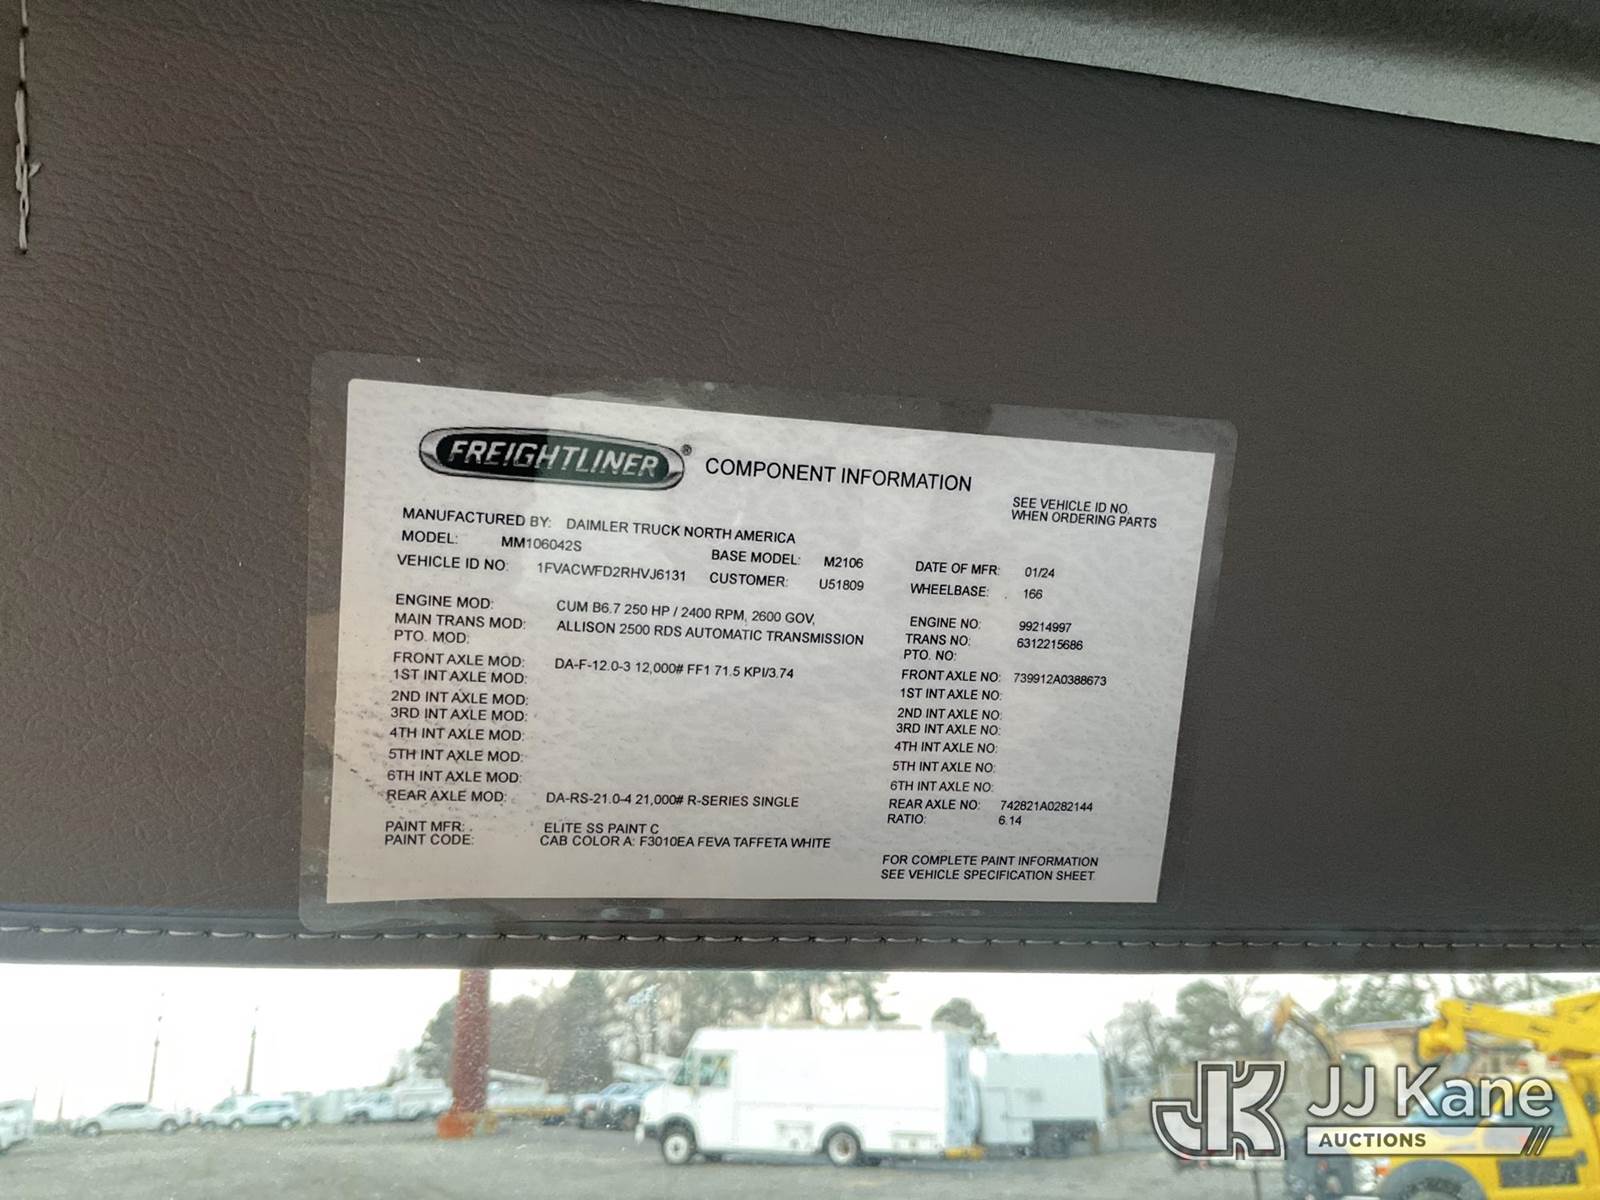 FREIGHTLINER® COMPONENT INFORMATION
SEE VEHICLE ID NO.
WHEN ORDERING PARTS
MANUFACTURED BY: DAIMLER TRUCK NORTH AMERICA
MODEL: MM106042S BASE MODEL: M2106 DATE OF MFR: 01/24
VEHICLE ID NO: 1FVACWFD2RHVJ6131 CUSTOMER: U51809 WHEELBASE: 166
ENGINE MOD: CUM B6.7 250 HP / 2400 RPM, 2600 GOV, ENGINE NO: 99214997
MAIN TRANS MOD: ALLISON 2500 RDS AUTOMATIC TRANSMISSION TRANS NO: 6312215686
PTO. MOD: PTO. NO:
FRONT AXLE MOD: DA-F-12.0-3 12,000# FF1 71.5 KPI/3.74 FRONT AXLE NO: 739912A0388673
1ST INT AXLE MOD: 1ST INT AXLE NO:
2ND INT AXLE MOD: 2ND INT AXLE NO:
3RD INT AXLE MOD: 3RD INT AXLE NO:
4TH INT AXLE MOD: 4TH INT AXLE NO:
5TH INT AXLE MOD: 5TH INT AXLE NO:
6TH INT AXLE MOD: 6TH INT AXLE NO:
REAR AXLE MOD: DA-RS-21.0-4 21,000# R-SERIES SINGLE REAR AXLE NO: 742821A0282144
RATIO: 6.14
PAINT MFR: ELITE SS PAINT C
PAINT CODE: CAB COLOR A: F3010EA FEVA TAFFETA WHITE
FOR COMPLETE PAINT INFORMATION
SEE VEHICLE SPECIFICATION SHEET.
JK JJ Kane
AUCTIONS